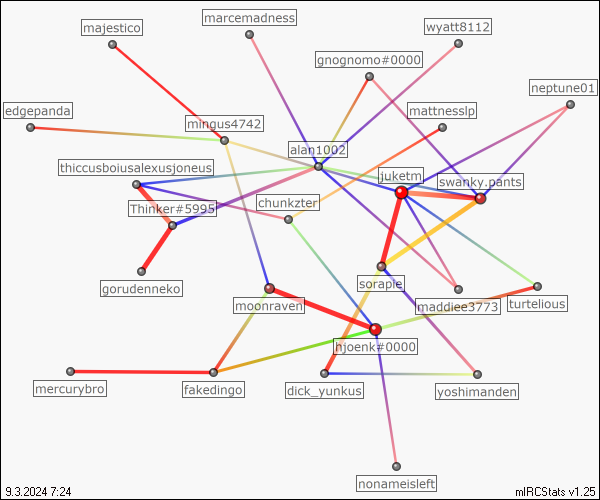 marcemadness
majestico
wyatt8112
gnognomo#0000
neptune01
edgepanda
mattnesslp
mingus4742
alan1002
thiccusboiusalexusjoneus
juketm
swanky.pants
Thinker#5995
chunkzter
gorudenneko
soraple
moonraven
maddiee3773
turtelious
hjoenk#0000
mercurybro
fakedingo
dick_yunkus
yoshimanden
nonameisleft
9.3.2024 7:24
mIRCStats v1.25